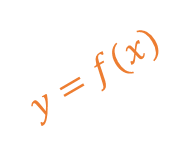 y = f(x)